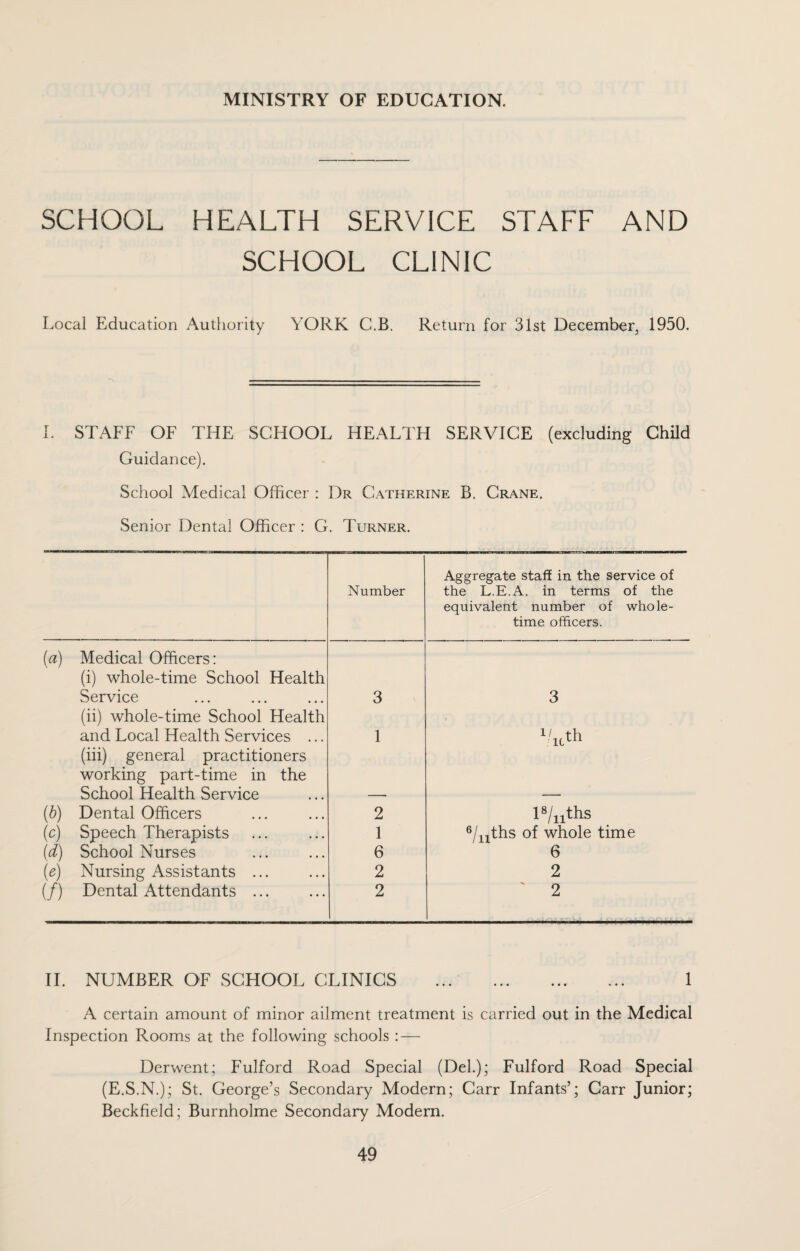 MINISTRY OF EDUCATION.
SCHOOL HEALTH SERVICE STAFF AND
SCHOOL CLINIC
Local Education Authority YORK C.B. Return for 31st December, 1950.
I. STAFF OF THE SCHOOL HEALTH SERVICE (excluding Child
Guidance).
School Medical Officer : Dr Catherine B. Crane.
Senior Dental Officer : G. Turner.
Number
Aggregate staff in the service of
the L.E.A. in terms of the
equivalent number of whole-
time officers.
(a) Medical Officers:
(i) whole-time School Health
Service ... ... ... 3 3
(ii) whole-time School Health
and Local Health Services ... 1 1/10th
(iii) general practitioners
working part-time in the
School Health Service ... — —
(b) Dental Officers ... ... 2 1 8/11ths
(c) Speech Therapists ... ... 1 6/11ths of whole time
(d) School Nurses ... ... 6 6
(e) Nursing Assistants ... ... 2 2
(f) Dental Attendants ... ... 2 2
II. NUMBER OF SCHOOL CLINICS ... ... ... ... 1
A certain amount of minor ailment treatment is carried out in the Medical
Inspection Rooms at the following schools :—
Derwent; Fulford Road Special (Del.); Fulford Road Special
(E.S.N.); St. George's Secondary Modern; Carr Infants'; Carr Junior;
Beckfield; Burnholme Secondary Modern.
49